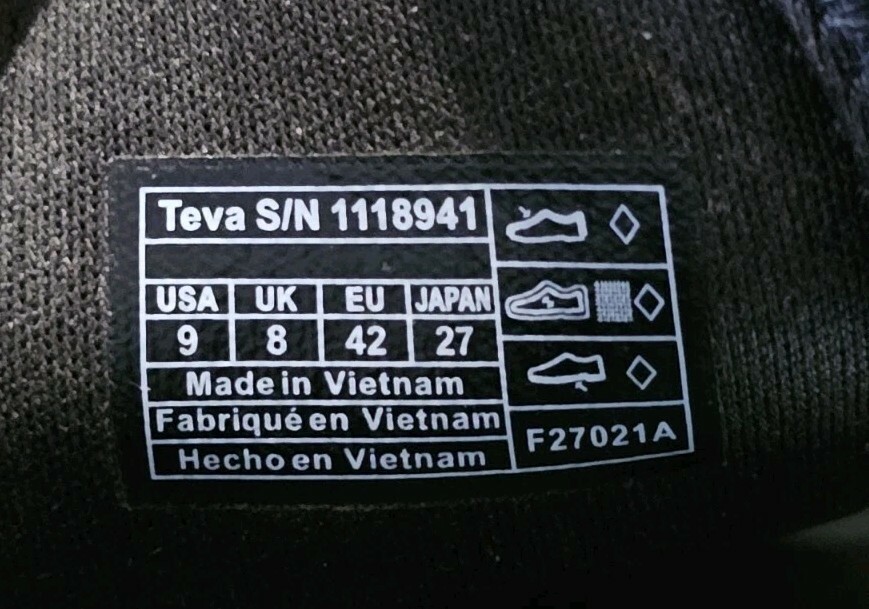 Teva S/N 1118941
USA UK EU JAPAN
9 8 42 27
Made in Vietnam
Fabriqué en Vietnam
Hecho en Vietnam
F27021A